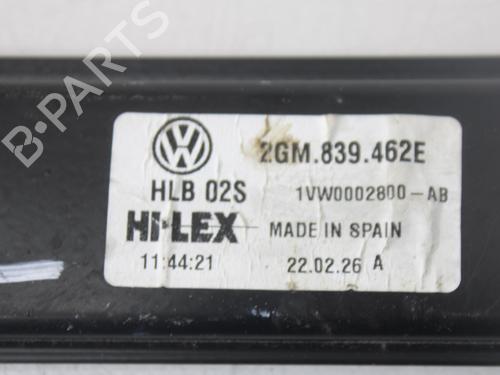 B-PARTS
2GM.839.462E
HLB 02S 1VW0002800-AB
HI-LEX MADE IN SPAIN
11:44:21 22.02.26 A